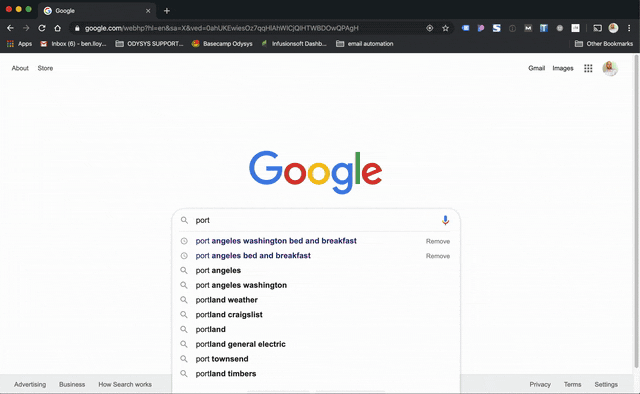 Google
google.com/webhp?hl=en&sa=X&ved=0ahUKEwiesOz7qqHlAhWICjQIHTWBDOwQPAgH
Apps Inbox (6) - ben.lloy... ODYSYS SUPPORT... Basecamp Odysys Infusionsoft Dashb... email automation Other Bookmarks
About Store Gmail Images
Google
port
port angeles washington bed and breakfast Remove
port angeles bed and breakfast Remove
port angeles
port angeles washington
portland weather
portland craigslist
portland
portland general electric
port townsend
portland timbers
Advertising Business How Search works Privacy Terms Settings